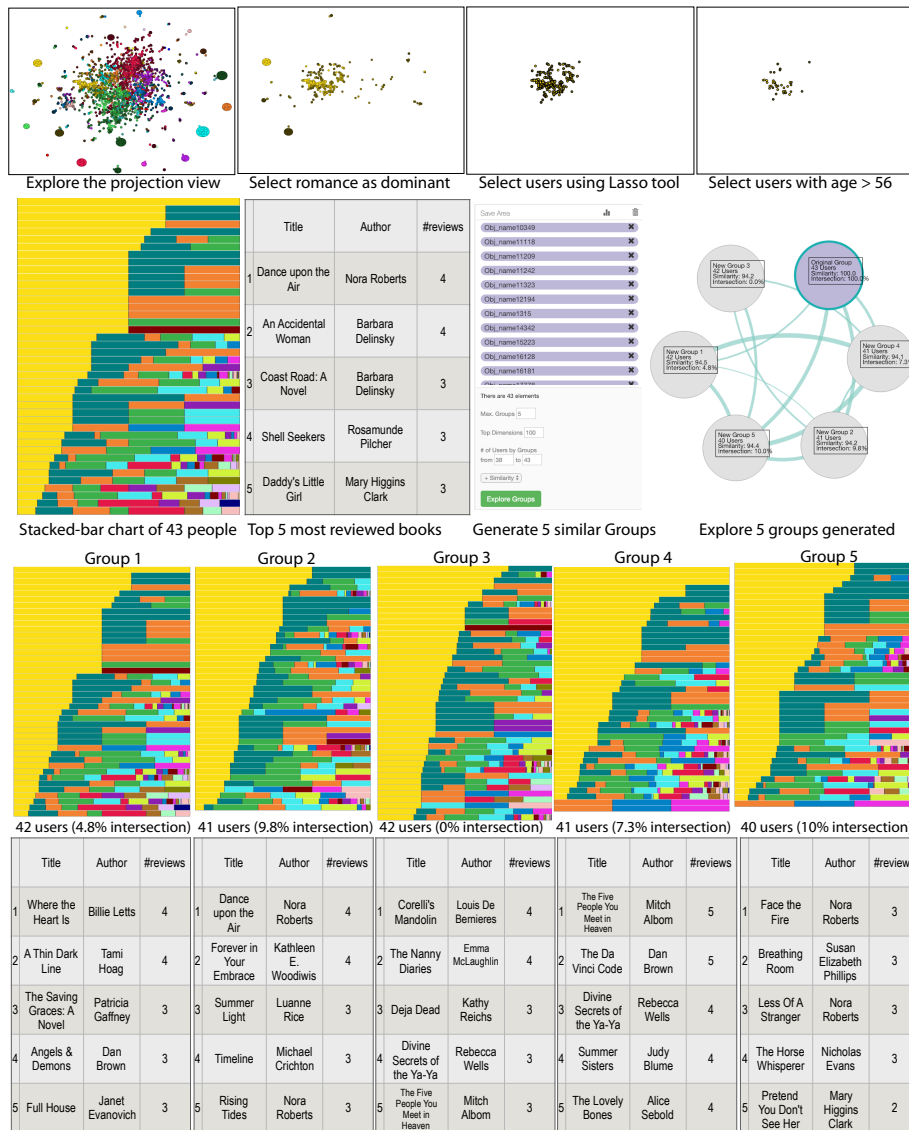 Explore the projection view
Select romance as dominant
Select users using Lasso tool
Select users with age > 56
Title Author #reviews
1 Dance upon the Air Nora Roberts 4
2 An Accidental Woman Barbara Delinsky 4
3 Coast Road: A Novel Barbara Delinsky 3
4 Shell Seekers Rosamunde Pilcher 3
5 Daddy's Little Girl Mary Higgins Clark 3
Save Area
Obj_name10349
Obj_name11118
Obj_name11209
Obj_name11242
Obj_name11323
Obj_name12194
Obj_name1315
Obj_name14342
Obj_name15223
Obj_name16128
Obj_name16181
There are 43 elements
Max. Groups 5
Top Dimensions 100
# of Users by Groups
from 38 to 43
+ Similarity
Explore Groups
New Group 3
42 Users
Similarity: 94.2
Intersection: 0.0%
Original Group
43 Users
Similarity: 100.0
Intersection: 100.0%
New Group 1
42 Users
Similarity: 94.5
Intersection: 4.8%
New Group 4
41 Users
Similarity: 94.1
Intersection: 7.3%
New Group 5
40 Users
Similarity: 94.4
Intersection: 10.0%
New Group 2
41 Users
Similarity: 94.2
Intersection: 9.8%
Stacked-bar chart of 43 people
Top 5 most reviewed books
Generate 5 similar Groups
Explore 5 groups generated
Group 1
Group 2
Group 3
Group 4
Group 5
42 users (4.8% intersection)
41 users (9.8% intersection)
42 users (0% intersection)
41 users (7.3% intersection)
40 users (10% intersection
Title Author #reviews
1 Where the Heart Is Billie Letts 4
2 A Thin Dark Line Tami Hoag 4
3 The Saving Graces: A Novel Patricia Gaffney 3
4 Angels & Demons Dan Brown 3
5 Full House Janet Evanovich 3
Title Author #reviews
1 Dance upon the Air Nora Roberts 4
2 Forever in Your Embrace Kathleen E. Woodiwis 4
3 Summer Light Luanne Rice 3
4 Timeline Michael Crichton 3
5 Rising Tides Nora Roberts 3
Title Author #reviews
1 Corelli's Mandolin Louis De Bernieres 4
2 The Nanny Diaries Emma McLaughlin 4
3 Deja Dead Kathy Reichs 3
4 Divine Secrets of the Ya-Ya Rebecca Wells 3
5 The Five People You Meet in Heaven Mitch Albom 3
Title Author #reviews
1 The Five People You Meet in Heaven Mitch Albom 5
2 The Da Vinci Code Dan Brown 5
3 Divine Secrets of the Ya-Ya Rebecca Wells 4
4 Summer Sisters Judy Blume 4
5 The Lovely Bones Alice Sebold 4
Title Author #review
1 Face the Fire Nora Roberts 3
2 Breathing Room Susan Elizabeth Phillips 3
3 Less Of A Stranger Nora Roberts 3
4 The Horse Whisperer Nicholas Evans 3
5 Pretend You Don't See Her Mary Higgins Clark 2